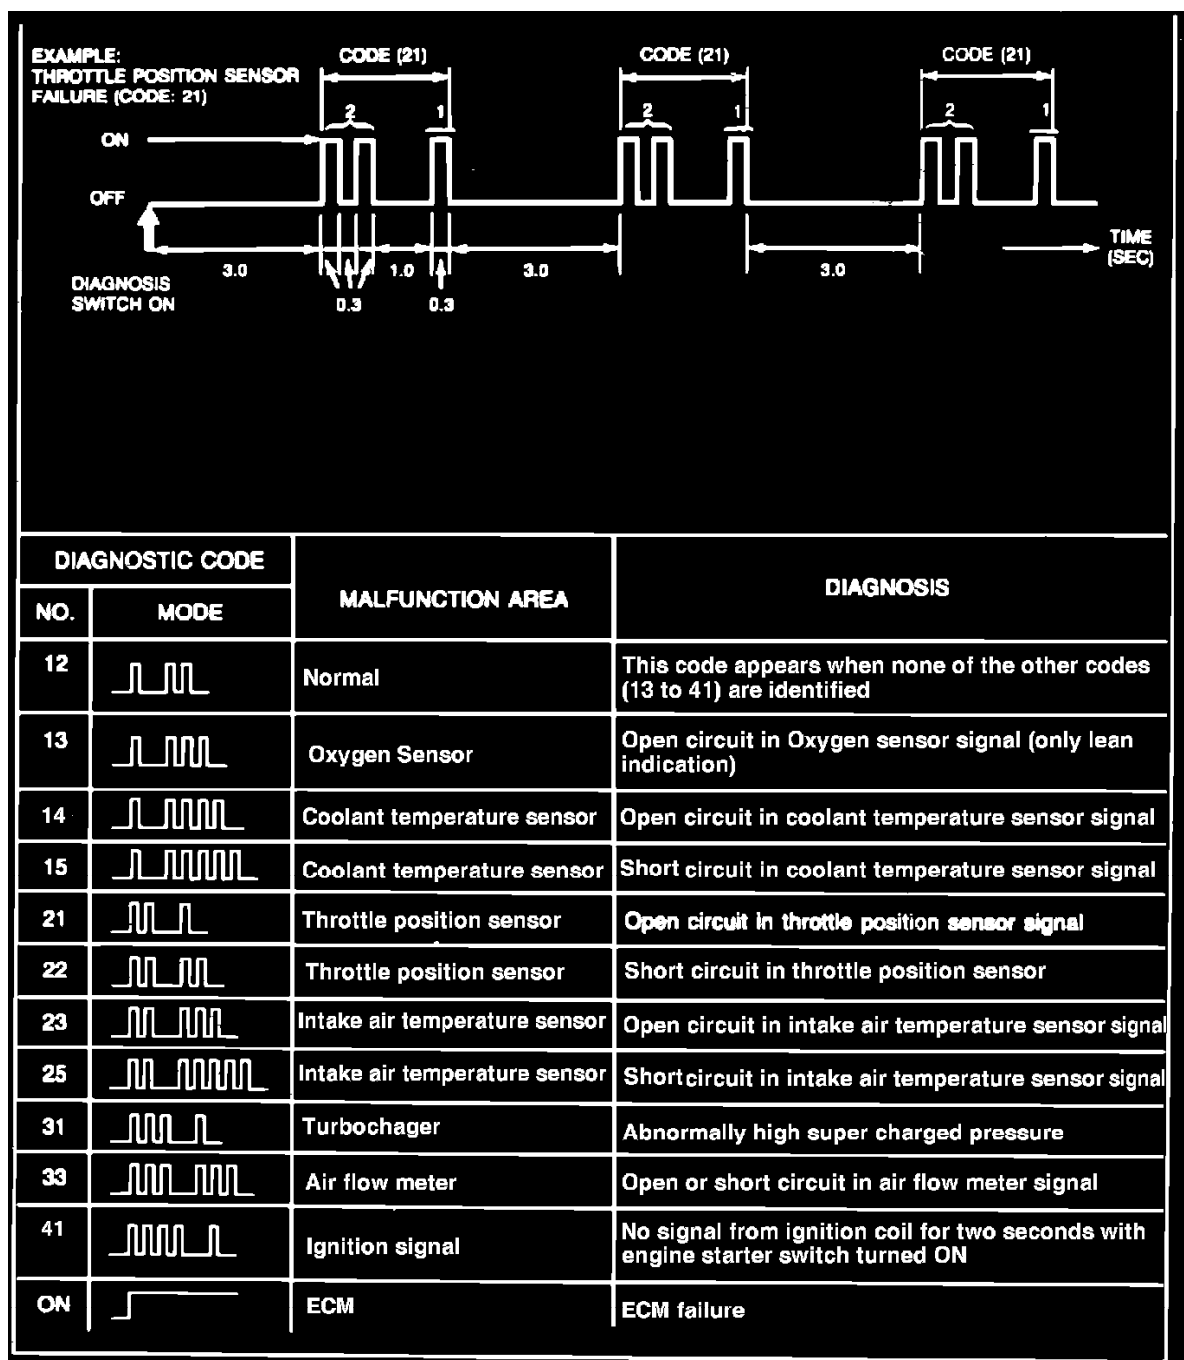 EXAMPLE:
THROTTLE POSITION SENSOR
FAILURE (CODE: 21)
CODE (21)
CODE (21)
CODE (21)
2
1
2
1
2
1
ON
OFF
TIME
(SEC)
3.0
1.0
3.0
3.0
DIAGNOSIS
SWITCH ON
0.3
0.3
DIAGNOSTIC CODE
MALFUNCTION AREA
DIAGNOSIS
NO.
MODE
12
Normal
This code appears when none of the other codes
(13 to 41) are identified
13
Oxygen Sensor
Open circuit in Oxygen sensor signal (only lean
indication)
14
Coolant temperature sensor
Open circuit in coolant temperature sensor signal
15
Coolant temperature sensor
Short circuit in coolant temperature sensor signal
21
Throttle position sensor
Open circuit in throttle position sensor signal
22
Throttle position sensor
Short circuit in throttle position sensor
23
Intake air temperature sensor
Open circuit in intake air temperature sensor signal
25
Intake air temperature sensor
Short circuit in intake air temperature sensor signal
31
Turbochager
Abnormally high super charged pressure
33
Air flow meter
Open or short circuit in air flow meter signal
41
Ignition signal
No signal from ignition coil for two seconds with
engine starter switch turned ON
ON
ECM
ECM failure